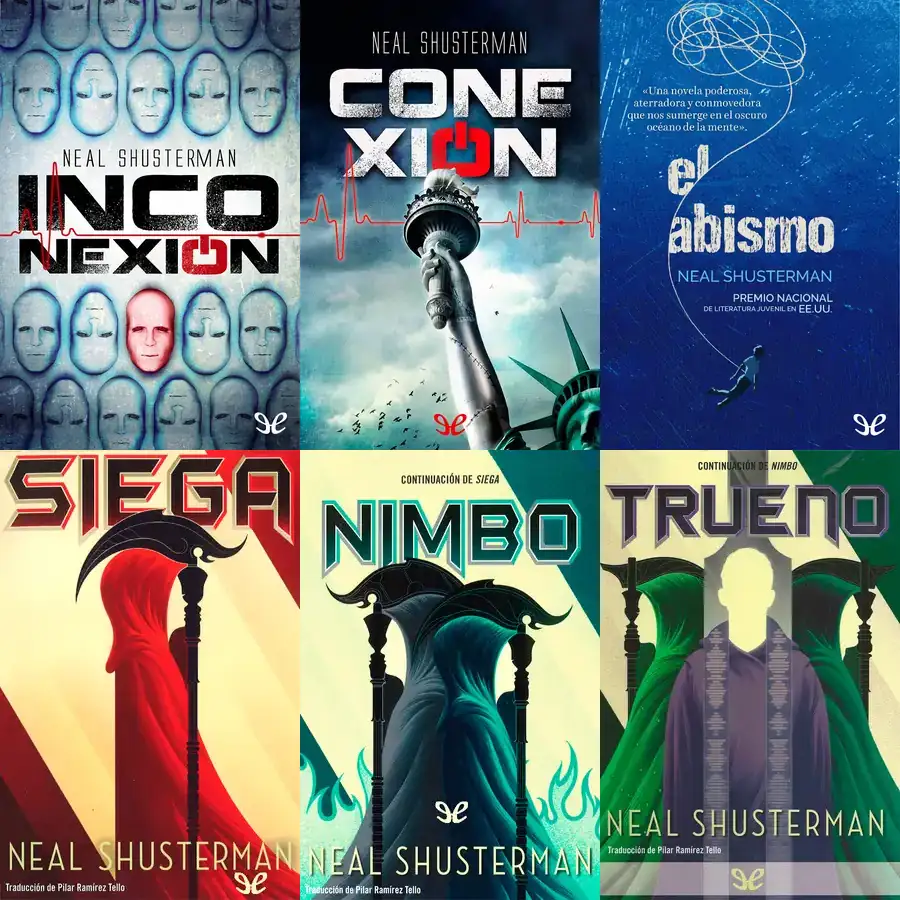 NEAL SHUSTERMAN
INCO
NEXIÓN
NEAL SHUSTERMAN
CONE
XIÓN
«Una novela poderosa,
aterradora y conmovedora
que nos sumerge en el oscuro
océano de la mente».
el
abismo
NEAL SHUSTERMAN
PREMIO NACIONAL
DE LITERATURA JUVENIL EN EE.UU.
SIEGA
NEAL SHUSTERMAN
Traducción de Pilar Ramírez Tello
CONTINUACIÓN DE SIEGA
NIMBO
NEAL SHUSTERMAN
Traducción de Pilar Ramírez Tello
CONTINUACIÓN DE NIMBO
TRUENO
NEAL SHUSTERMAN
Traducción de Pilar Ramírez Tello